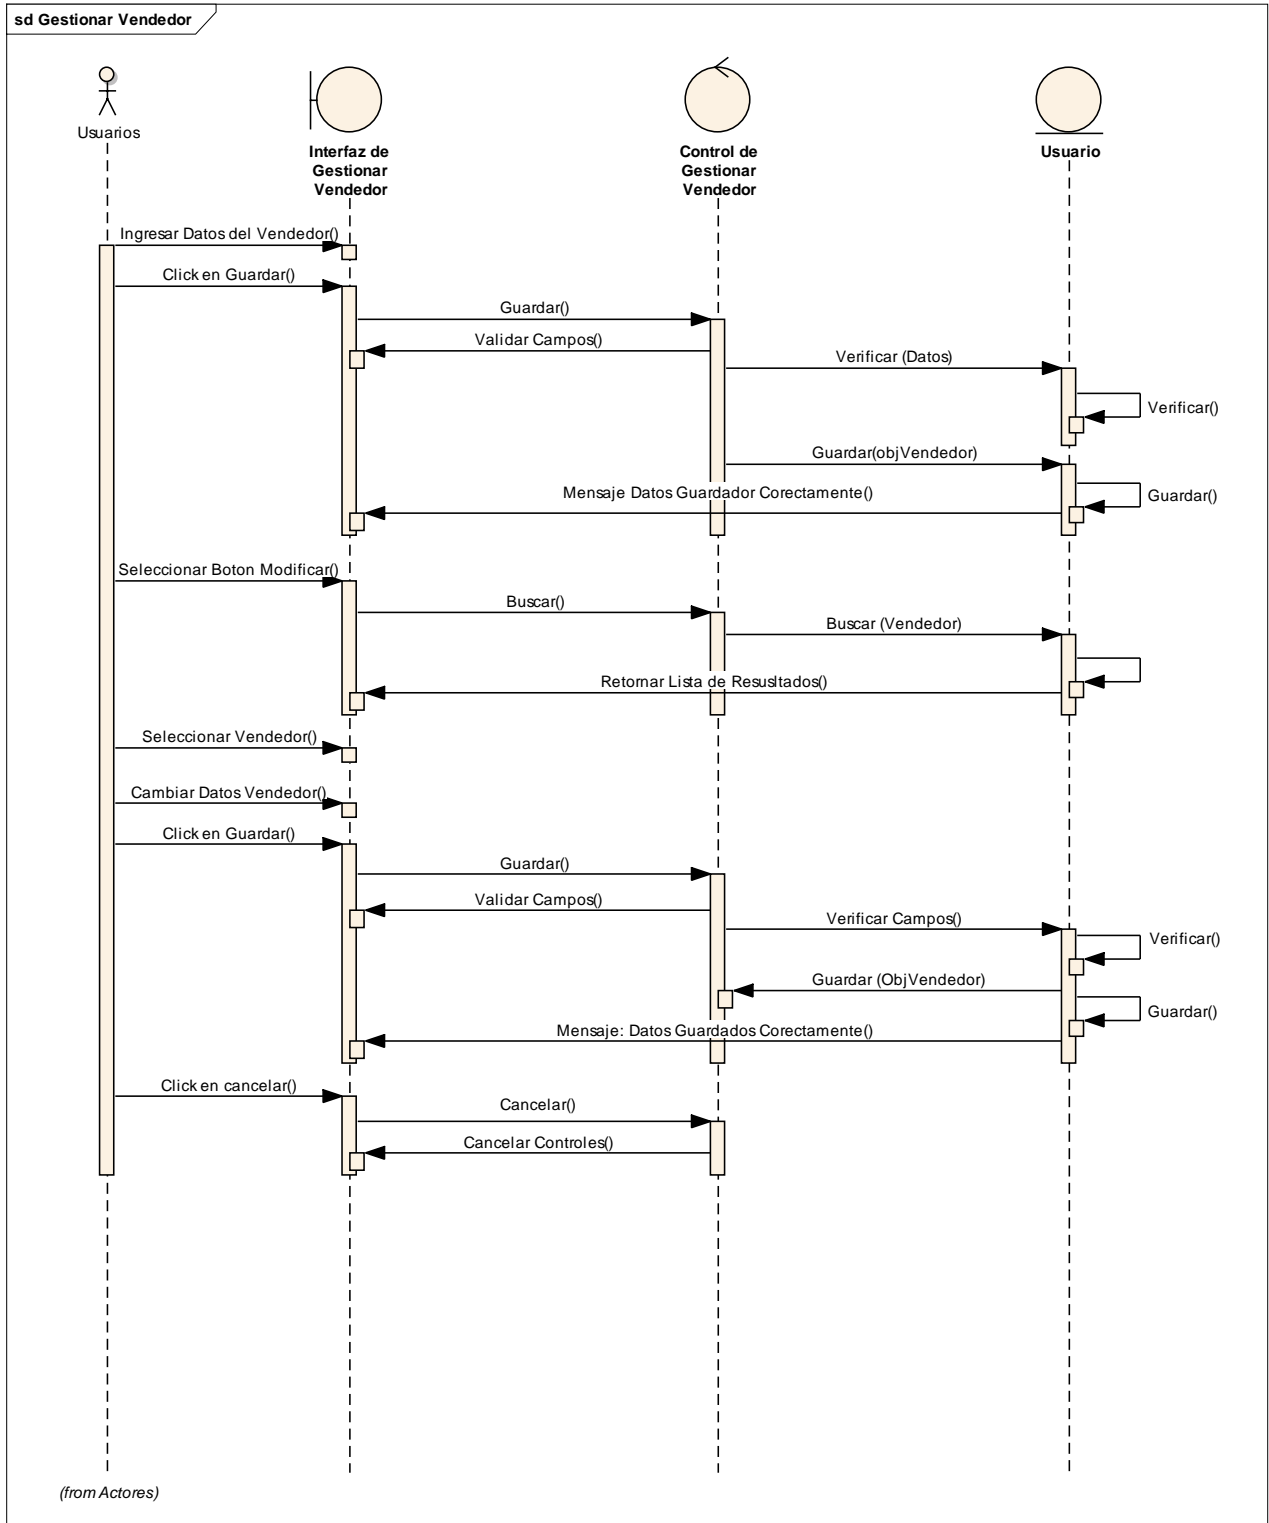 sd Gestionar Vendedor
Usuarios
Interfaz de
Gestionar
Vendedor
Control de
Gestionar
Vendedor
Usuario
Ingresar Datos del Vendedor()
Click en Guardar()
Guardar()
Validar Campos()
Verificar (Datos)
Verificar()
Guardar(objVendedor)
Mensaje Datos Guardador Corectamente()
Guardar()
Seleccionar Boton Modificar()
Buscar()
Buscar (Vendedor)
Retornar Lista de Resusltados()
Seleccionar Vendedor()
Cambiar Datos Vendedor()
Click en Guardar()
Guardar()
Validar Campos()
Verificar Campos()
Verificar()
Guardar (ObjVendedor)
Guardar()
Mensaje: Datos Guardados Corectamente()
Click en cancelar()
Cancelar()
Cancelar Controles()
(from Actores)